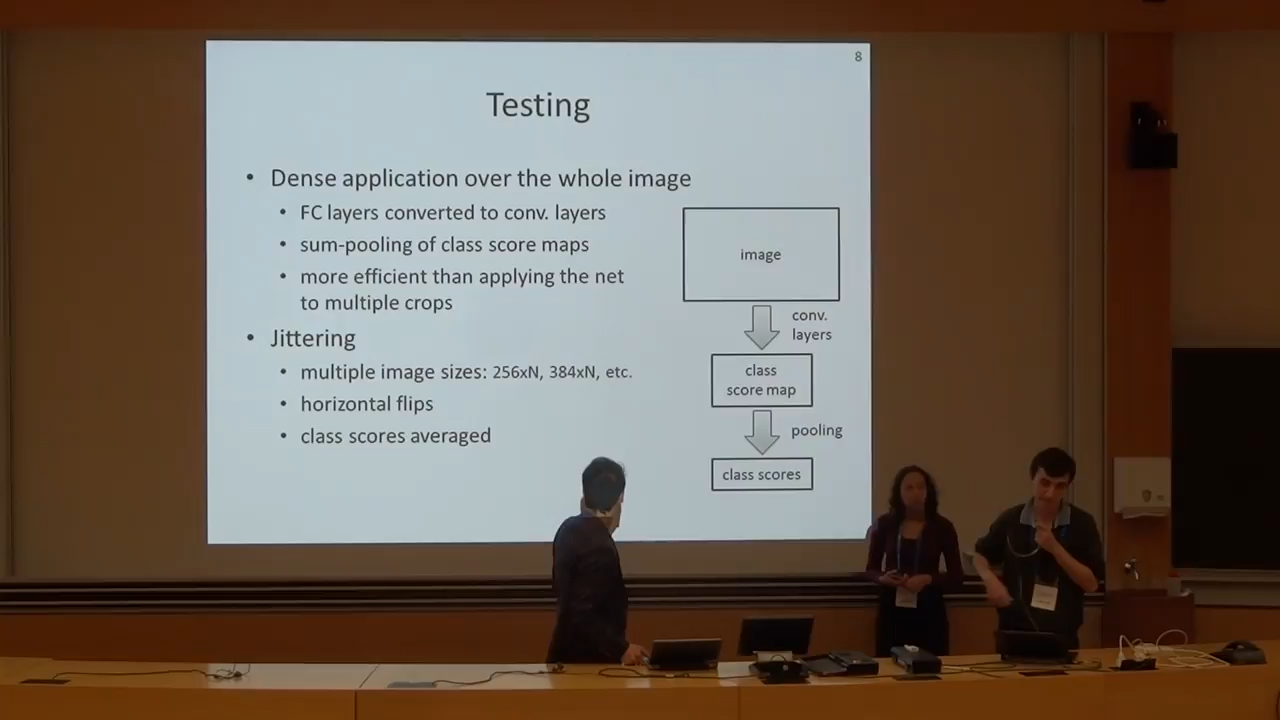 8
Testing
• Dense application over the whole image
• FC layers converted to conv. layers
• sum-pooling of class score maps
• more efficient than applying the net
to multiple crops
• Jittering
• multiple image sizes: 256xN, 384xN, etc.
• horizontal flips
• class scores averaged
image
conv.
layers
class
score map
pooling
class scores